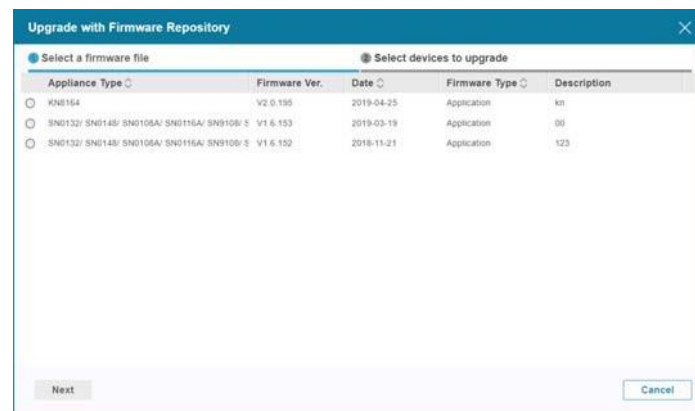 Upgrade with Firmware Repository
1 Select a firmware file 2 Select devices to upgrade
Appliance Type Firmware Ver. Date Firmware Type Description
KN8164 V2.0.195 2019-04-25 Application kn
SN0132/ SN0148/ SN0108A/ SN0116A/ SN9108/ S V1.6.153 2019-03-19 Application 00
SN0132/ SN0148/ SN0108A/ SN0116A/ SN9108/ S V1.6.152 2018-11-21 Application 123
Next Cancel